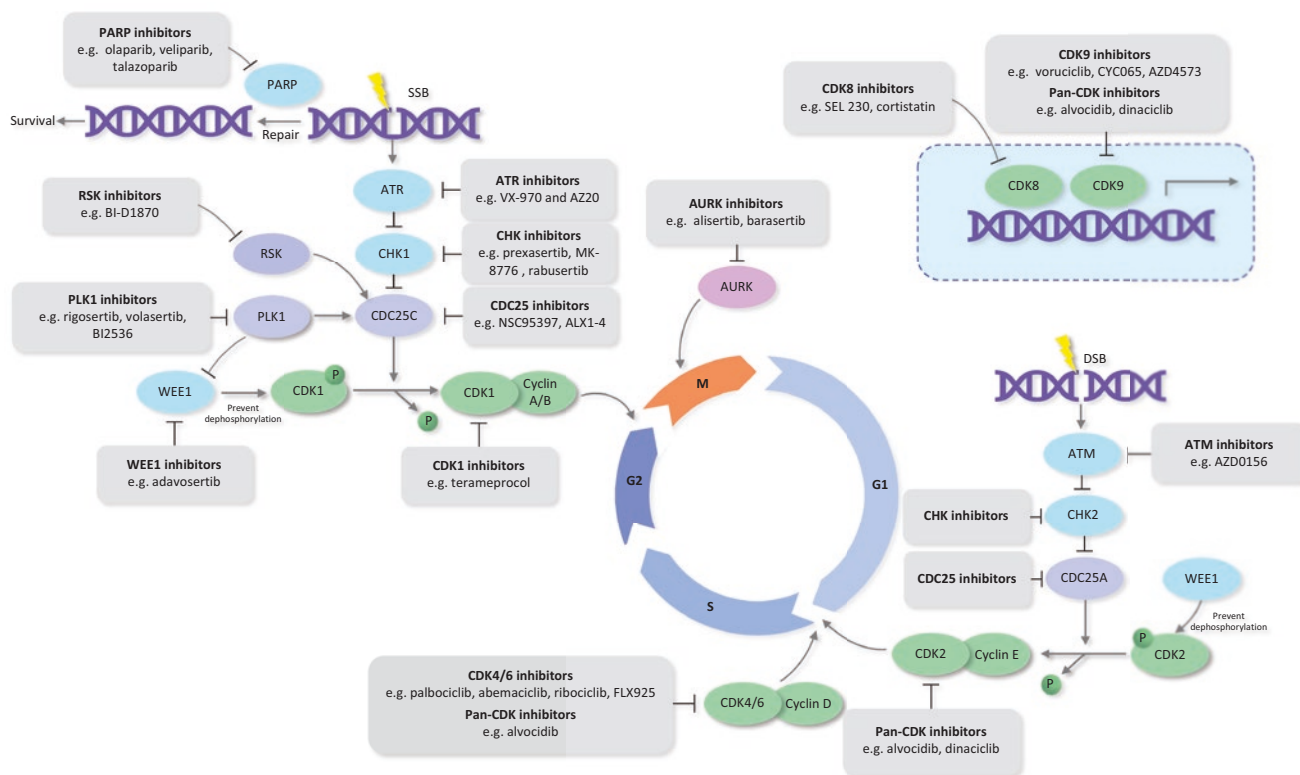 PARP inhibitors
e.g. olaparib, veliparib,
talazoparib
PARP
SSB
Survival
Repair
ATR
ATR inhibitors
e.g. VX-970 and AZ20
RSK inhibitors
e.g. BI-D1870
RSK
CHK1
CHK inhibitors
e.g. prexasertib, MK-
8776 , rabusertib
PLK1 inhibitors
e.g. rigosertib, volasertib,
BI2536
PLK1
CDC25C
CDC25 inhibitors
e.g. NSC95397, ALX1-4
WEE1
Prevent
dephosphorylation
CDK1
P
P
CDK1
Cyclin
A/B
WEE1 inhibitors
e.g. adavosertib
CDK1 inhibitors
e.g. terameprocol
AURK inhibitors
e.g. alisertib, barasertib
AURK
M
G1
G2
S
CDK8 inhibitors
e.g. SEL 230, cortistatin
CDK9 inhibitors
e.g. voruciclib, CYC065, AZD4573
Pan-CDK inhibitors
e.g. alvocidib, dinaciclib
CDK8
CDK9
DSB
ATM
ATM inhibitors
e.g. AZD0156
CHK inhibitors
CHK2
CDC25 inhibitors
CDC25A
WEE1
Prevent
dephosphorylation
P
CDK2
P
CDK2
Cyclin E
CDK4/6 inhibitors
e.g. palbociclib, abemaciclib, ribociclib, FLX925
Pan-CDK inhibitors
e.g. alvocidib
CDK4/6
Cyclin D
Pan-CDK inhibitors
e.g. alvocidib, dinaciclib